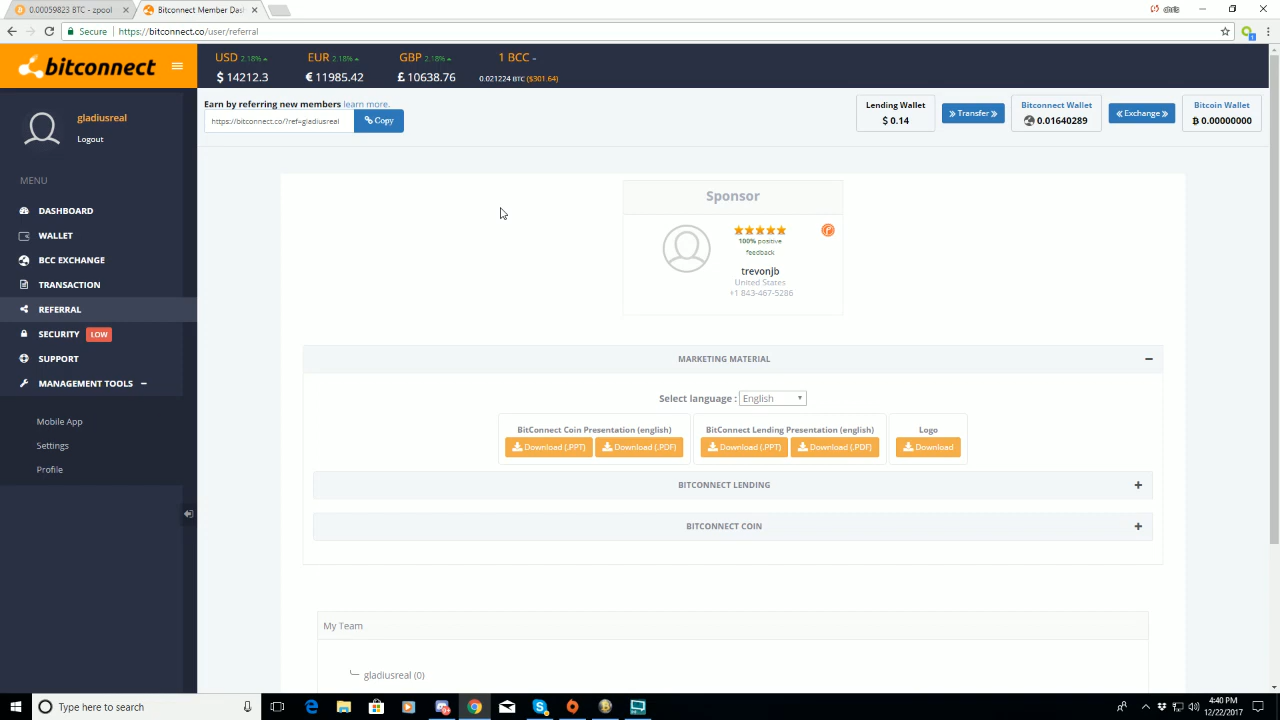 0.00059823 BTC - zpool
Bitconnect Member Das
chris
Secure
https://bitconnect.co/user/referral
bitconnect
USD 2.18%
$ 14212.3
EUR 2.18%
€ 11985.42
GBP 2.18%
£ 10638.76
1 BCC -
0.021224 BTC ($301.64)
gladiusreal
Logout
Earn by referring new members learn more.
https://bitconnect.co/?ref=gladiusreal
Copy
Lending Wallet
$ 0.14
Transfer
Bitconnect Wallet
0.01640289
Exchange
Bitcoin Wallet
0.00000000
MENU
DASHBOARD
WALLET
BCC EXCHANGE
TRANSACTION
REFERRAL
SECURITY LOW
SUPPORT
MANAGEMENT TOOLS
Mobile App
Settings
Profile
Sponsor
100% positive
feedback
trevonjb
United States
+1 843-467-5286
MARKETING MATERIAL
Select language : English
BitConnect Coin Presentation (english)
Download (.PPT)
Download (.PDF)
BitConnect Lending Presentation (english)
Download (.PPT)
Download (.PDF)
Logo
Download
BITCONNECT LENDING
BITCONNECT COIN
My Team
gladiusreal (0)
Type here to search
4:40 PM
12/22/2017